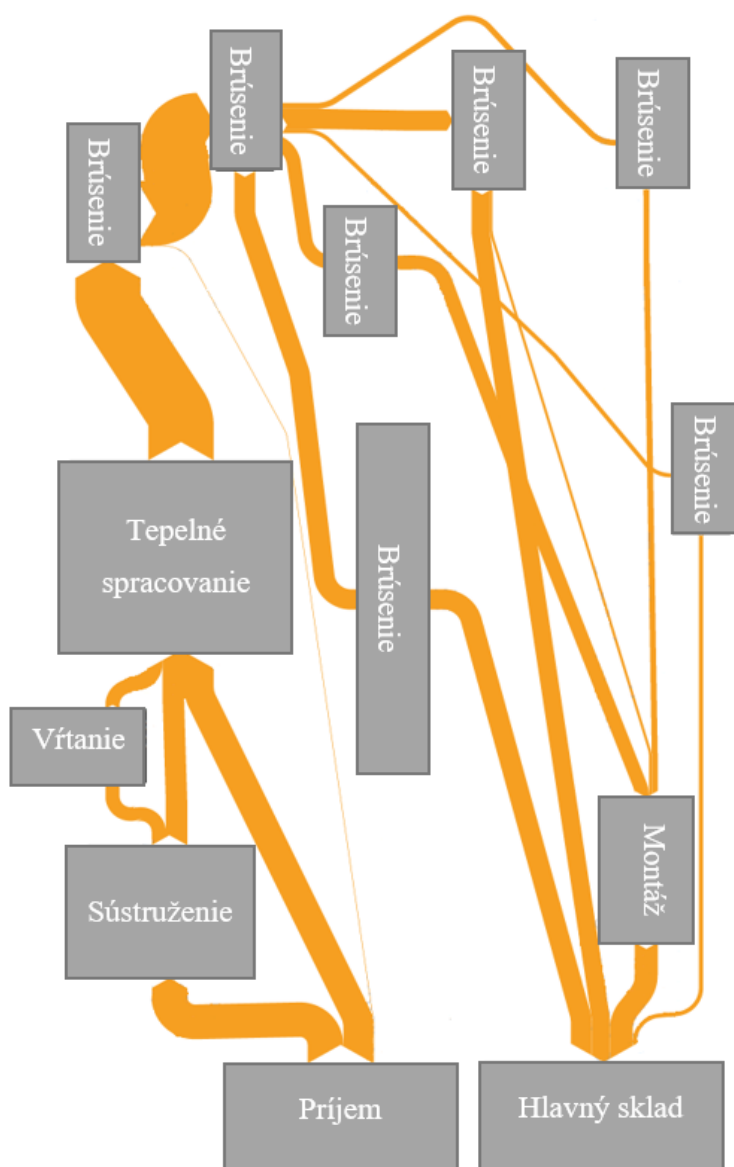 Brúsenie
Brúsenie
Brúsenie
Brúsenie
Brúsenie
Brúsenie
Brúsenie
Tepelné
spracovanie
Vŕtanie
Sústruženie
Montáž
Príjem
Hlavný sklad